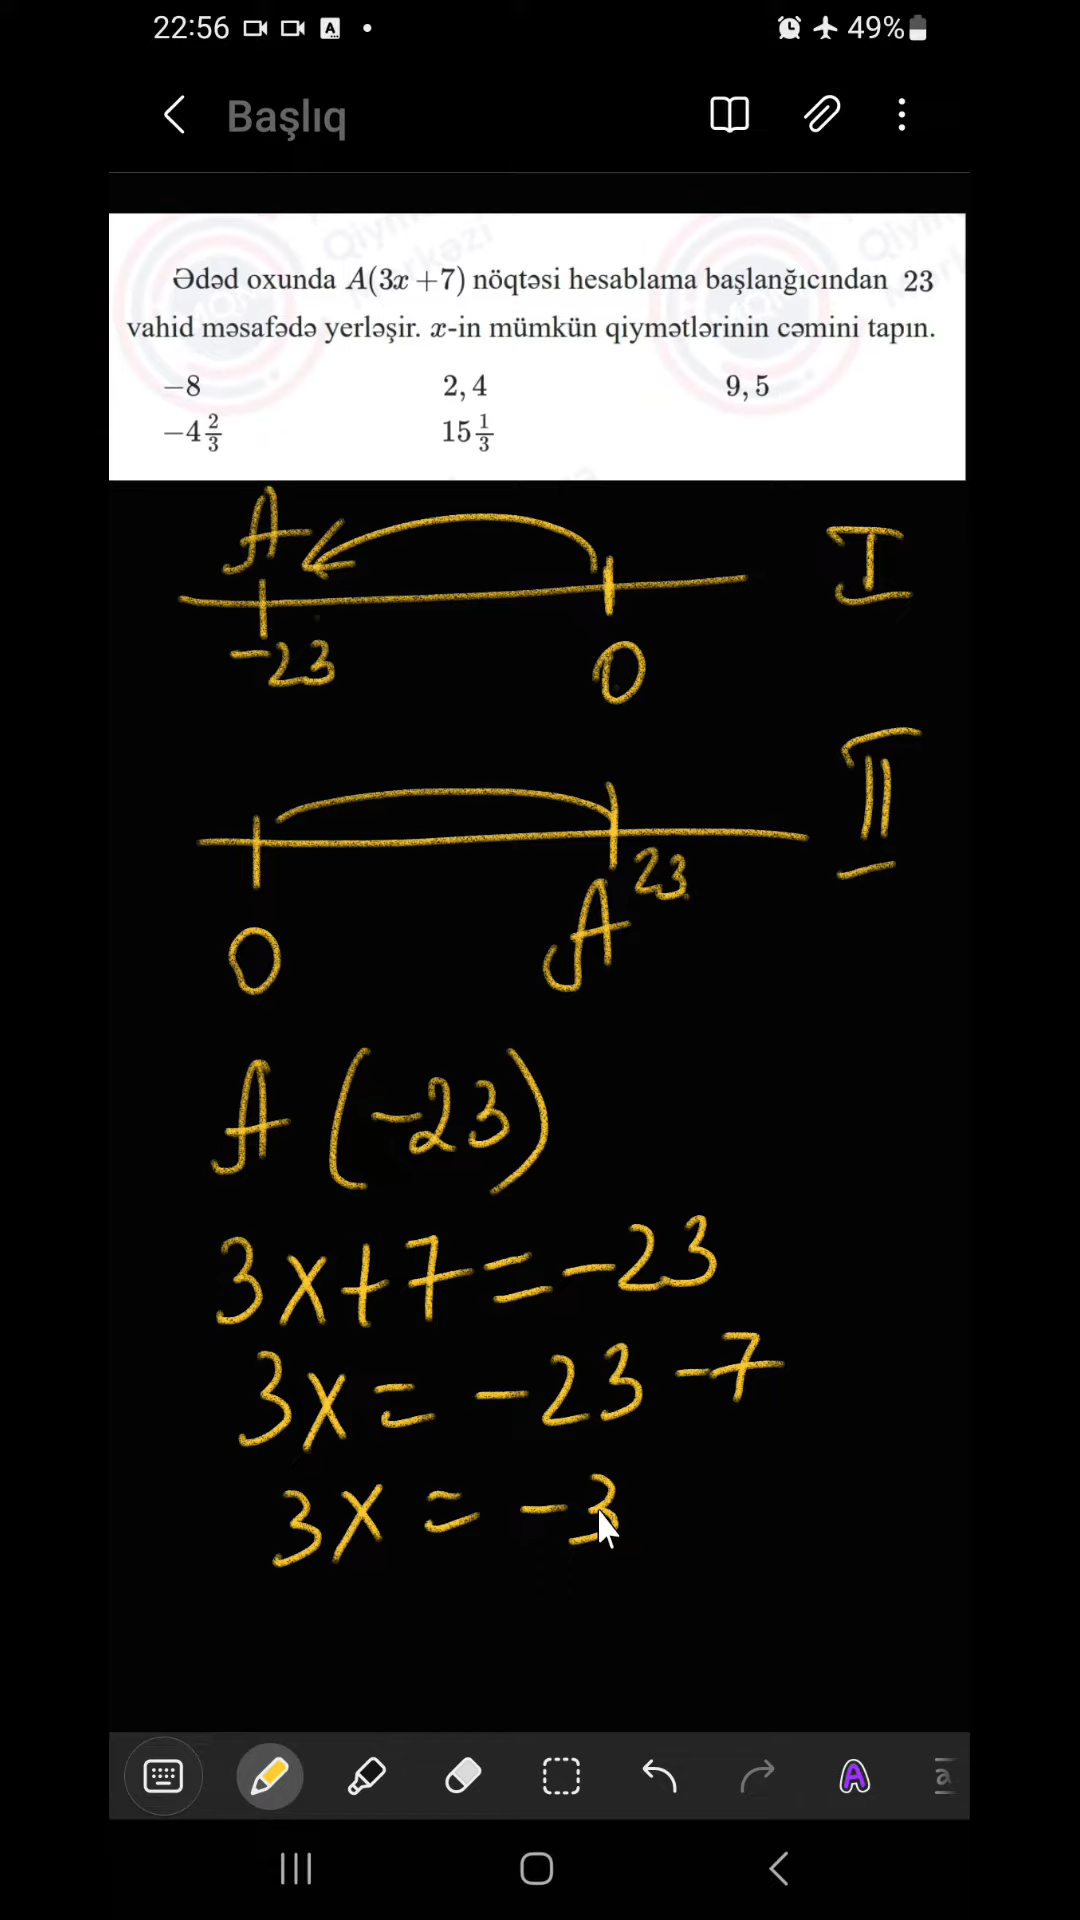 22:56 A 49%
Başlıq
Ədəd oxunda A(3x+7) nöqtəsi hesablama başlanğıcından 23
vahid məsafədə yerləşir. x-in mümkün qiymətlərinin cəmini tapın.
−8 2, 4 9, 5
−4 2/3 15 1/3
A I
-23 0
II
23
0 A
A (-23)
3x+7=-23
3x= -23-7
3x = -3
A a